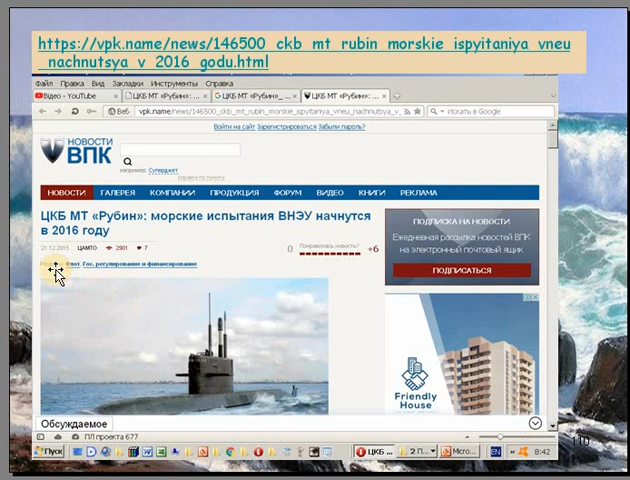 https://vpk.name/news/146500_ckb_mt_rubin_morskie_ispyitaniya_vneu
_nachnutsya_v_2016_godu.html
Файл Правка Вид Закладки Инструменты Справка
Видео - YouTube
ЦКБ МТ «Рубин»: ...
ЦКБ МТ «Рубин»_ ...
ЦКБ МТ «Рубин»: ...
Веб vpk.name/news/146500_ckb_mt_rubin_morskie_ispyitaniya_vneu_nachnutsya_v_
Искать в Google
Войти на сайт Зарегистрироваться Забыли пароль?
НОВОСТИ
ВПК
например: Суперджет
справка по поиску
НОВОСТИ ГАЛЕРЕЯ КОМПАНИИ ПРОДУКЦИЯ ФОРУМ ВИДЕО КНИГИ РЕКЛАМА
ЦКБ МТ «Рубин»: морские испытания ВНЭУ начнутся
в 2016 году
21.12.2015 ЦАМТО 2901 7
0 Понравилась новость? +6
Флот, Гос. регулирование и финансирование
ПОДПИСКА НА НОВОСТИ
Ежедневная рассылка новостей ВПК
на электронный почтовый ящик
ПОДПИСАТЬСЯ
Friendly
House
Обсуждаемое
ПЛ проекта 677
110
Пуск
ЦКБ ...
2 П...
Micro...
EN
8:42